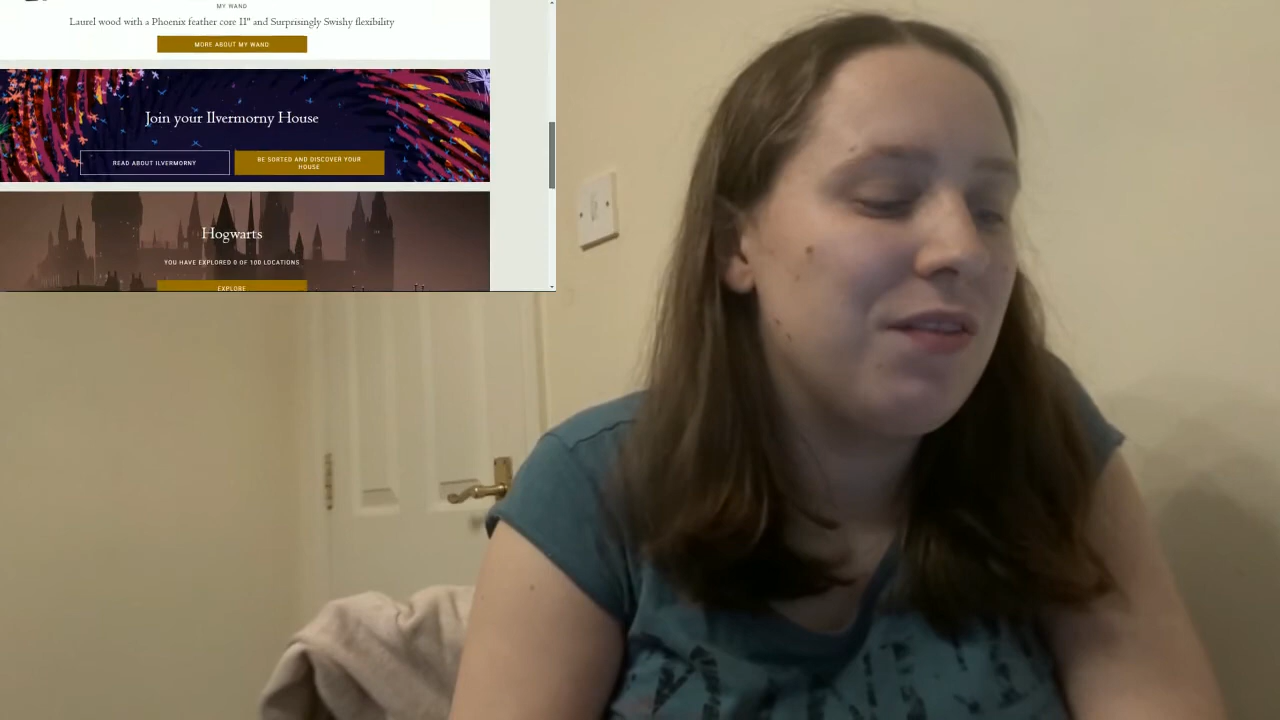 MY WAND
Laurel wood with a Phoenix feather core 11" and Surprisingly Swishy flexibility
MORE ABOUT MY WAND
Join your Ilvermorny House
READ ABOUT ILVERMORNY
BE SORTED AND DISCOVER YOUR
HOUSE
Hogwarts
YOU HAVE EXPLORED 0 OF 100 LOCATIONS
EXPLORE